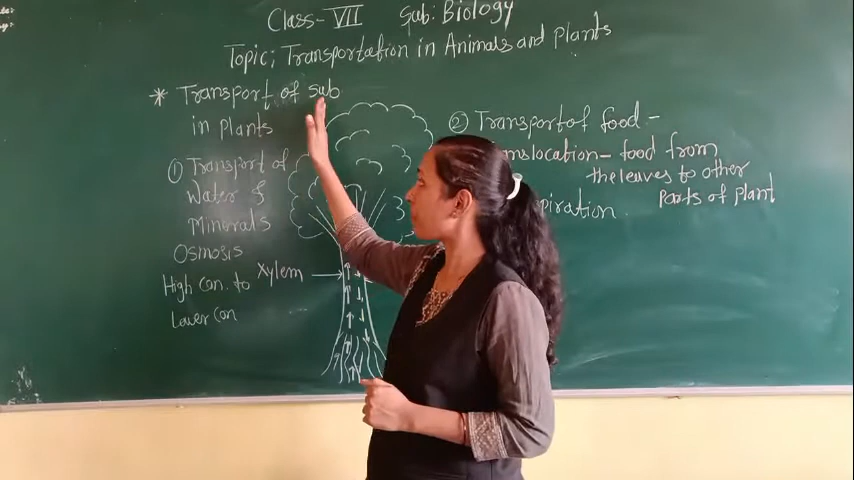 Class-VII Sub: Biology
Topic; Transportation in Animals and Plants
* Transport of sub
in plants
① Transport of
Water &
Minerals
Osmosis
High Con. to
Lower Con
Xylem
② Transport of food -
nslocation - food from
the leaves to other
Parts of Plant
piration.